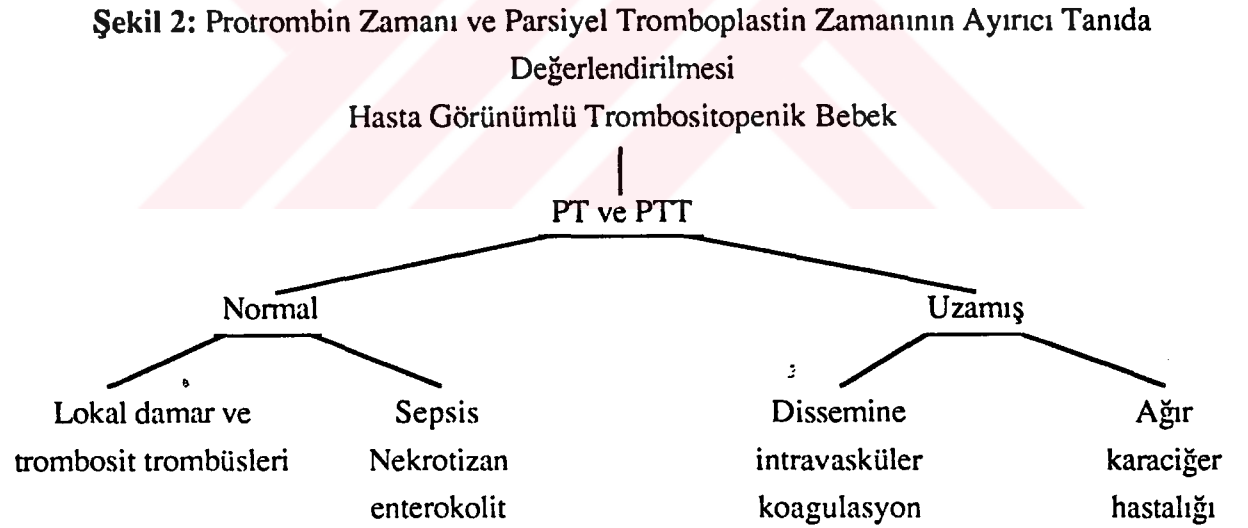 Şekil 2: Protrombin Zamanı ve Parsiyel Tromboplastin Zamanının Ayırıcı Tanıda
Değerlendirilmesi
Hasta Görünümlü Trombositopenik Bebek
PT ve PTT
Normal
Uzamış
Lokal damar ve
trombosit trombüsleri
Sepsis
Nekrotizan
enterokolit
Dissemine
intravasküler
koagulasyon
Ağır
karaciğer
hastalığı